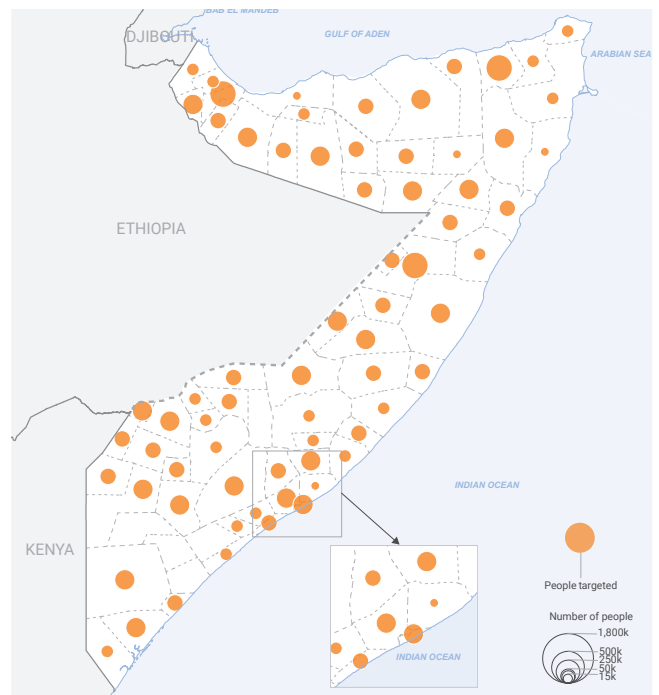 BAB EL MANDEB
DJIBOUTI
GULF OF ADEN
ARABIAN SEA
ETHIOPIA
INDIAN OCEAN
KENYA
People targeted
Number of people
1,800k
500k
250k
50k
15k
INDIAN OCEAN